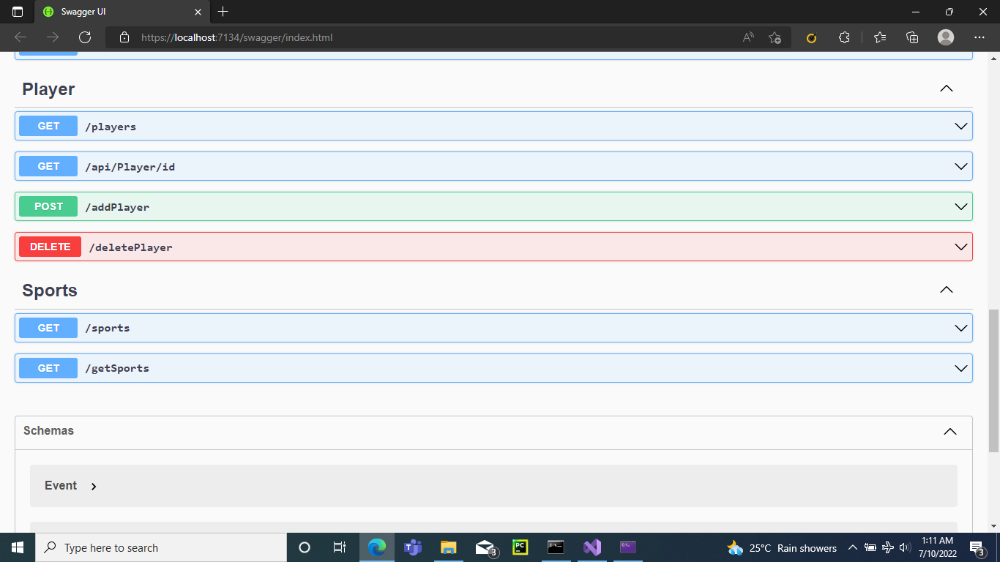 Swagger UI
https://localhost:7134/swagger/index.html
Player
GET /players
GET /api/Player/id
POST /addPlayer
DELETE /deletePlayer
Sports
GET /sports
GET /getSports
Schemas
Event
Type here to search
3
PC
25°C Rain showers
1:11 AM
7/10/2022
3